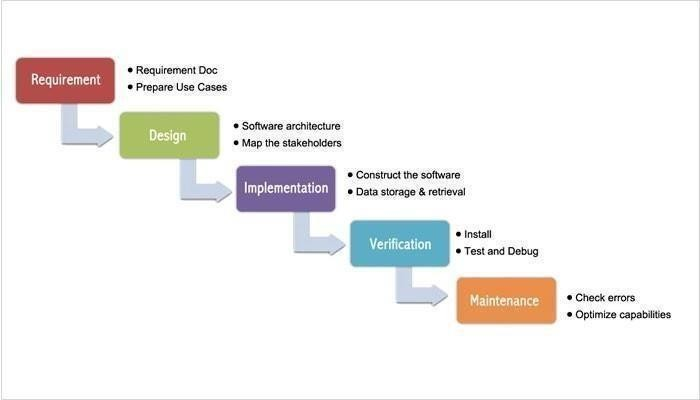 Requirement
• Requirement Doc
• Prepare Use Cases
Design
• Software architecture
• Map the stakeholders
Implementation
• Construct the software
• Data storage & retrieval
Verification
• Install
• Test and Debug
Maintenance
• Check errors
• Optimize capabilities